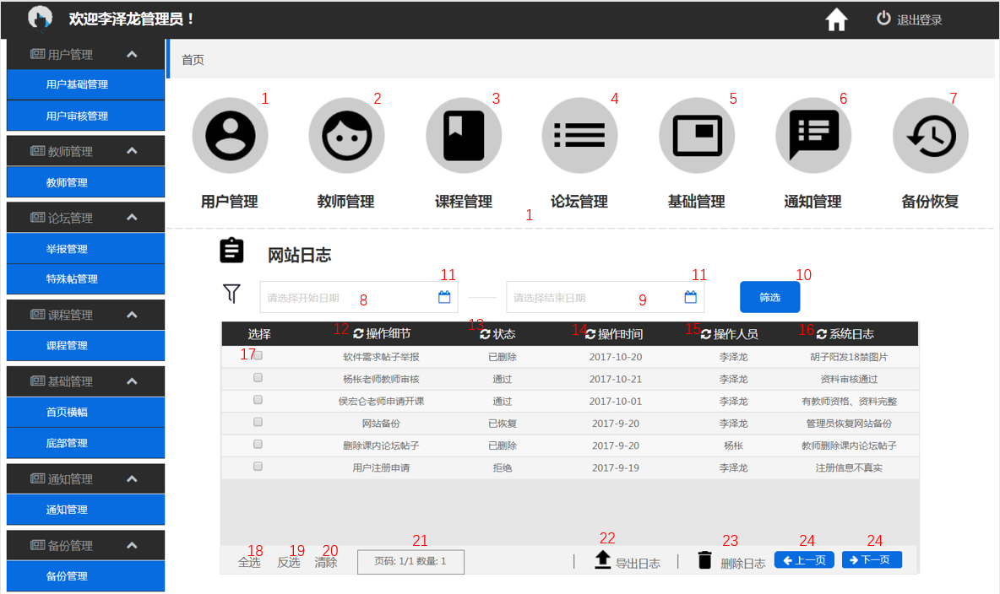 欢迎李泽龙管理员！
退出登录
用户管理
用户基础管理
用户审核管理
教师管理
教师管理
论坛管理
举报管理
特殊帖管理
课程管理
课程管理
基础管理
首页横幅
底部管理
通知管理
通知管理
备份管理
备份管理
首页
1 2 3 4 5 6 7
用户管理 教师管理 课程管理 论坛管理 基础管理 通知管理 备份恢复
1
网站日志
11 11 10
请选择开始日期 8 请选择结束日期 9 筛选
选择 12 操作细节 13 状态 14 操作时间 15 操作人员 16 系统日志
17 软件需求帖子举报 已删除 2017-10-20 李泽龙 胡子阳发18禁图片
杨枨老师教师审核 通过 2017-10-21 李泽龙 资料审核通过
侯宏仑老师申请开课 通过 2017-10-01 李泽龙 有教师资格、资料完整
网站备份 已恢复 2017-9-20 李泽龙 管理员恢复网站备份
删除课内论坛帖子 已删除 2017-9-20 杨枨 教师删除课内论坛帖子
用户注册申请 拒绝 2017-9-19 李泽龙 注册信息不真实
18 19 20 21 22 23 24 24
全选 反选 清除 页码: 1/1 数量: 1 | 导出日志 | 删除日志 上一页 下一页